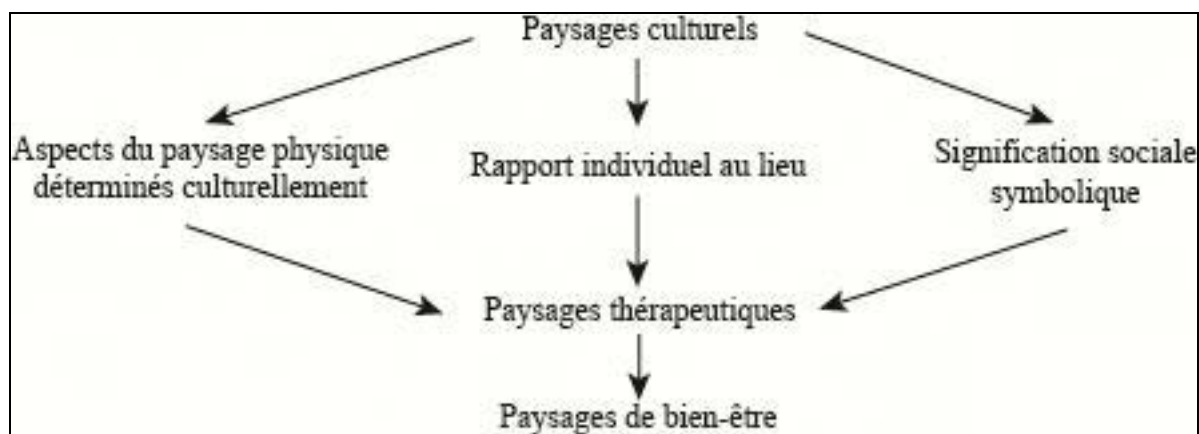 Paysages culturels
Aspects du paysage physique
déterminés culturellement
Rapport individuel au lieu
Signification sociale
symbolique
Paysages thérapeutiques
Paysages de bien-être